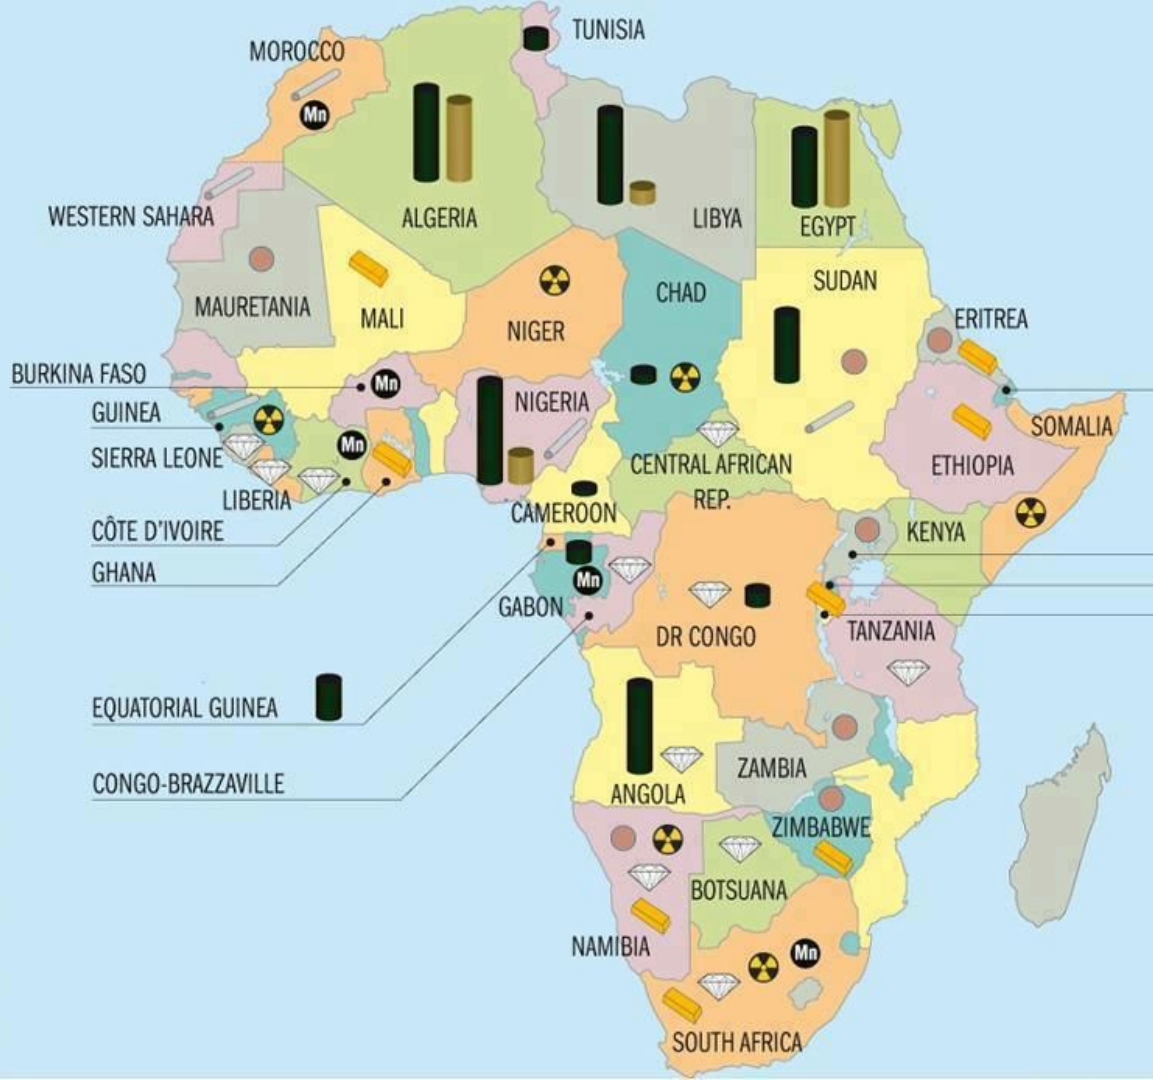 TUNISIA
MOROCCO
Mn
WESTERN SAHARA
ALGERIA
LIBYA
EGYPT
MAURETANIA
MALI
NIGER
CHAD
SUDAN
ERITREA
BURKINA FASO
Mn
GUINEA
NIGERIA
SOMALIA
SIERRA LEONE
Mn
CENTRAL AFRICAN
REP.
ETHIOPIA
LIBERIA
CAMEROON
CÔTE D'IVOIRE
KENYA
GHANA
Mn
GABON
DR CONGO
TANZANIA
EQUATORIAL GUINEA
CONGO-BRAZZAVILLE
ANGOLA
ZAMBIA
ZIMBABWE
BOTSUANA
NAMIBIA
Mn
SOUTH AFRICA